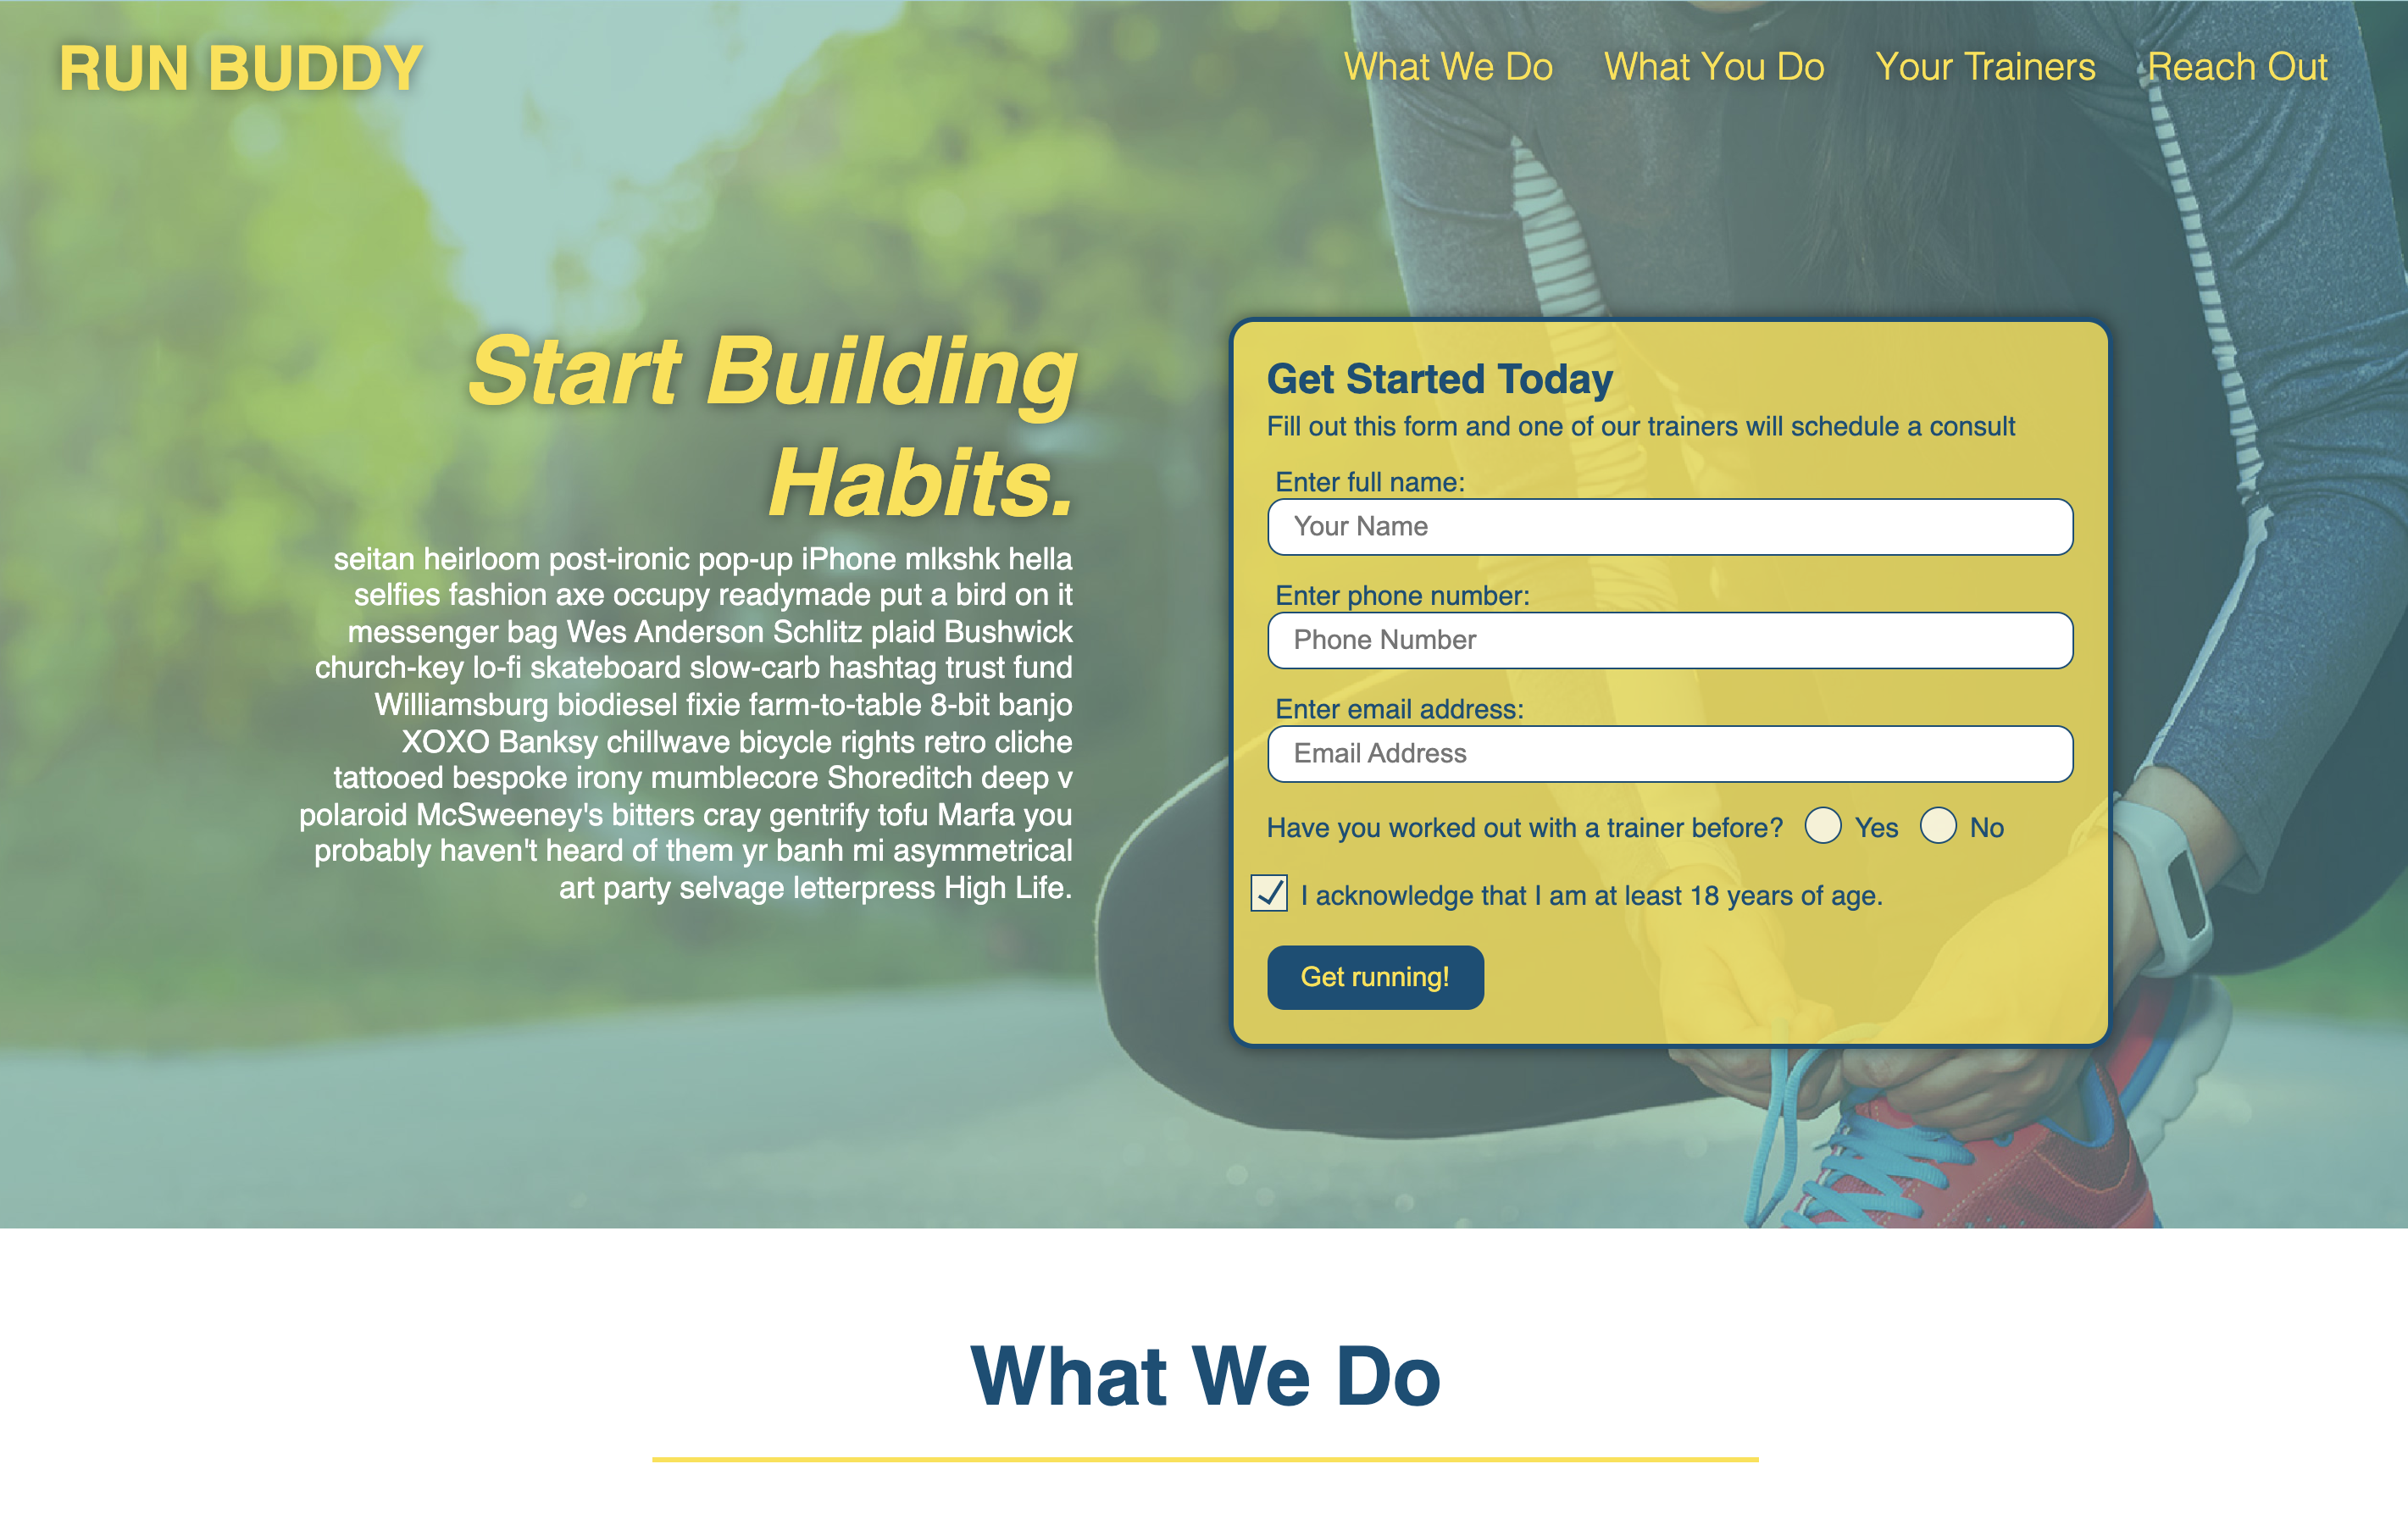 RUN BUDDY
What We Do What You Do Your Trainers Reach Out
Start Building
Habits.
seitan heirloom post-ironic pop-up iPhone mlkshk hella
selfies fashion axe occupy readymade put a bird on it
messenger bag Wes Anderson Schlitz plaid Bushwick
church-key lo-fi skateboard slow-carb hashtag trust fund
Williamsburg biodiesel fixie farm-to-table 8-bit banjo
XOXO Banksy chillwave bicycle rights retro cliche
tattooed bespoke irony mumblecore Shoreditch deep v
polaroid McSweeney's bitters cray gentrify tofu Marfa you
probably haven't heard of them yr banh mi asymmetrical
art party selvage letterpress High Life.
Get Started Today
Fill out this form and one of our trainers will schedule a consult
Enter full name:
Your Name
Enter phone number:
Phone Number
Enter email address:
Email Address
Have you worked out with a trainer before? Yes No
I acknowledge that I am at least 18 years of age.
Get running!
What We Do